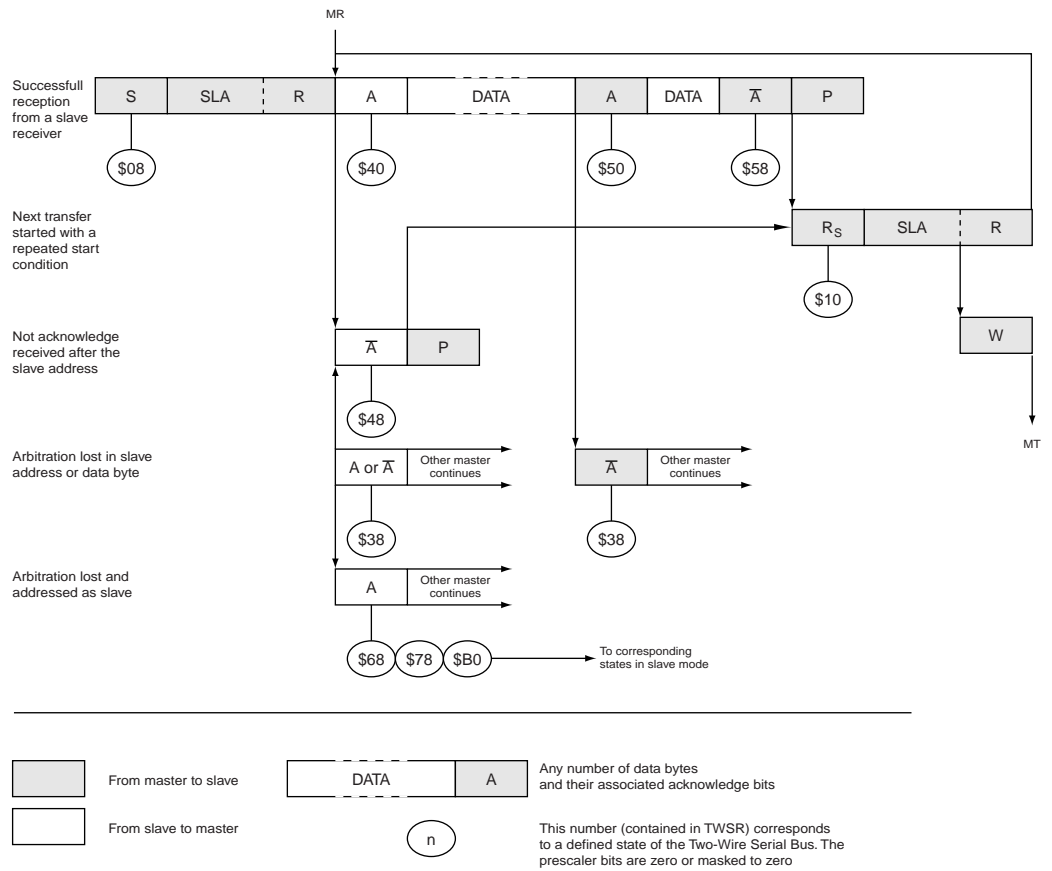 MR
Successfull
reception
from a slave
receiver
S SLA R A DATA A DATA A̅ P
$08 $40 $50 $58
Next transfer
started with a
repeated start
condition
RS SLA R
$10
Not acknowledge
received after the
slave address
A̅ P
W
$48
MT
Arbitration lost in slave
address or data byte
A or A̅ Other master
continues
A̅ Other master
continues
$38 $38
Arbitration lost and
addressed as slave
A Other master
continues
$68 $78 $B0 To corresponding
states in slave mode
From master to slave
DATA A Any number of data bytes
and their associated acknowledge bits
From slave to master
n This number (contained in TWSR) corresponds
to a defined state of the Two-Wire Serial Bus. The
prescaler bits are zero or masked to zero